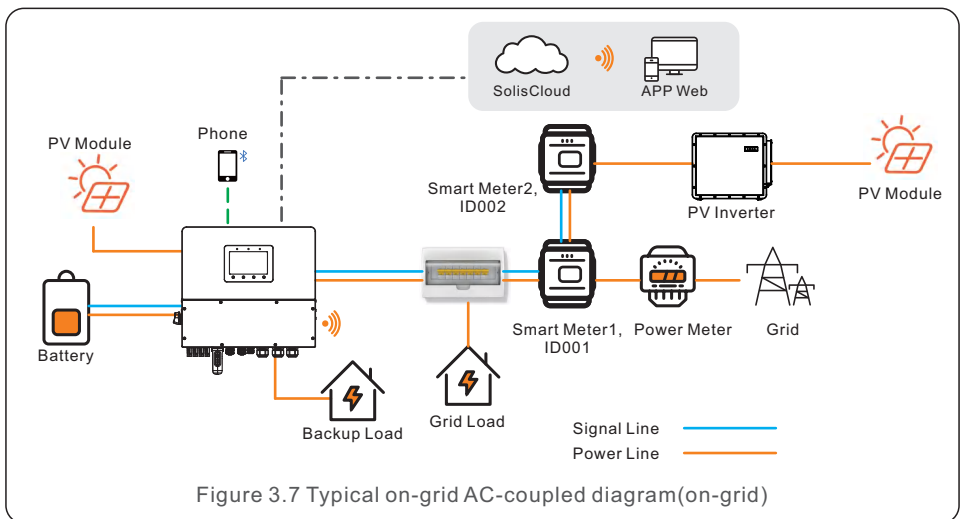 SolisCloud
APP Web
Phone
PV Module
Smart Meter2,
ID002
PV Inverter
PV Module
Battery
Smart Meter1,
ID001
Power Meter
Grid
Backup Load
Grid Load
Signal Line
Power Line
Figure 3.7 Typical on-grid AC-coupled diagram(on-grid)